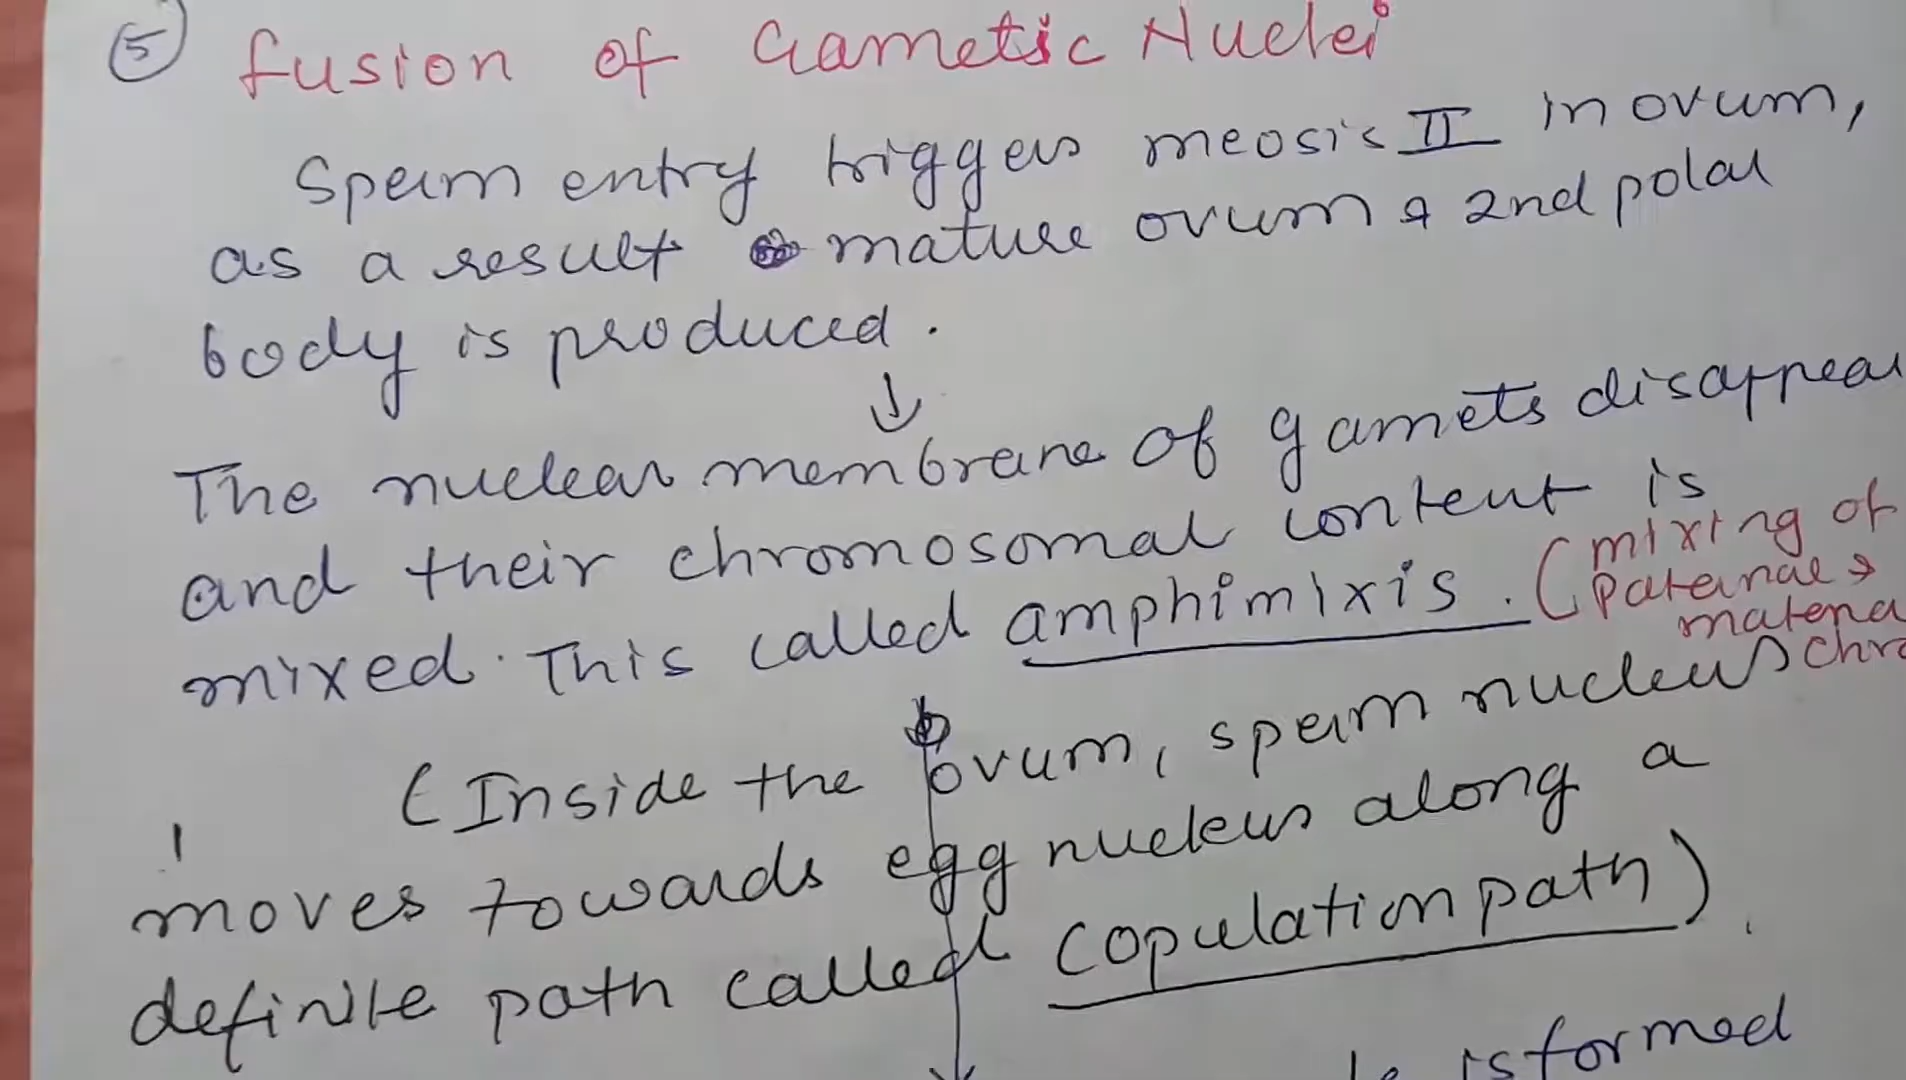 5 fusion of Gametic Nuclei
Sperm entry triggers meosis II in ovum,
as a result mature ovum & 2nd polar
body is produced.
↓
The nuclear membrane of gamets disappear
and their chromosomal content is
mixed. This called amphimixis. (mixing of
paternal &
materna
chro
(Inside the ovum, sperm nucleus
moves towards egg nucleus along a
definite path called copulation path).
is formed